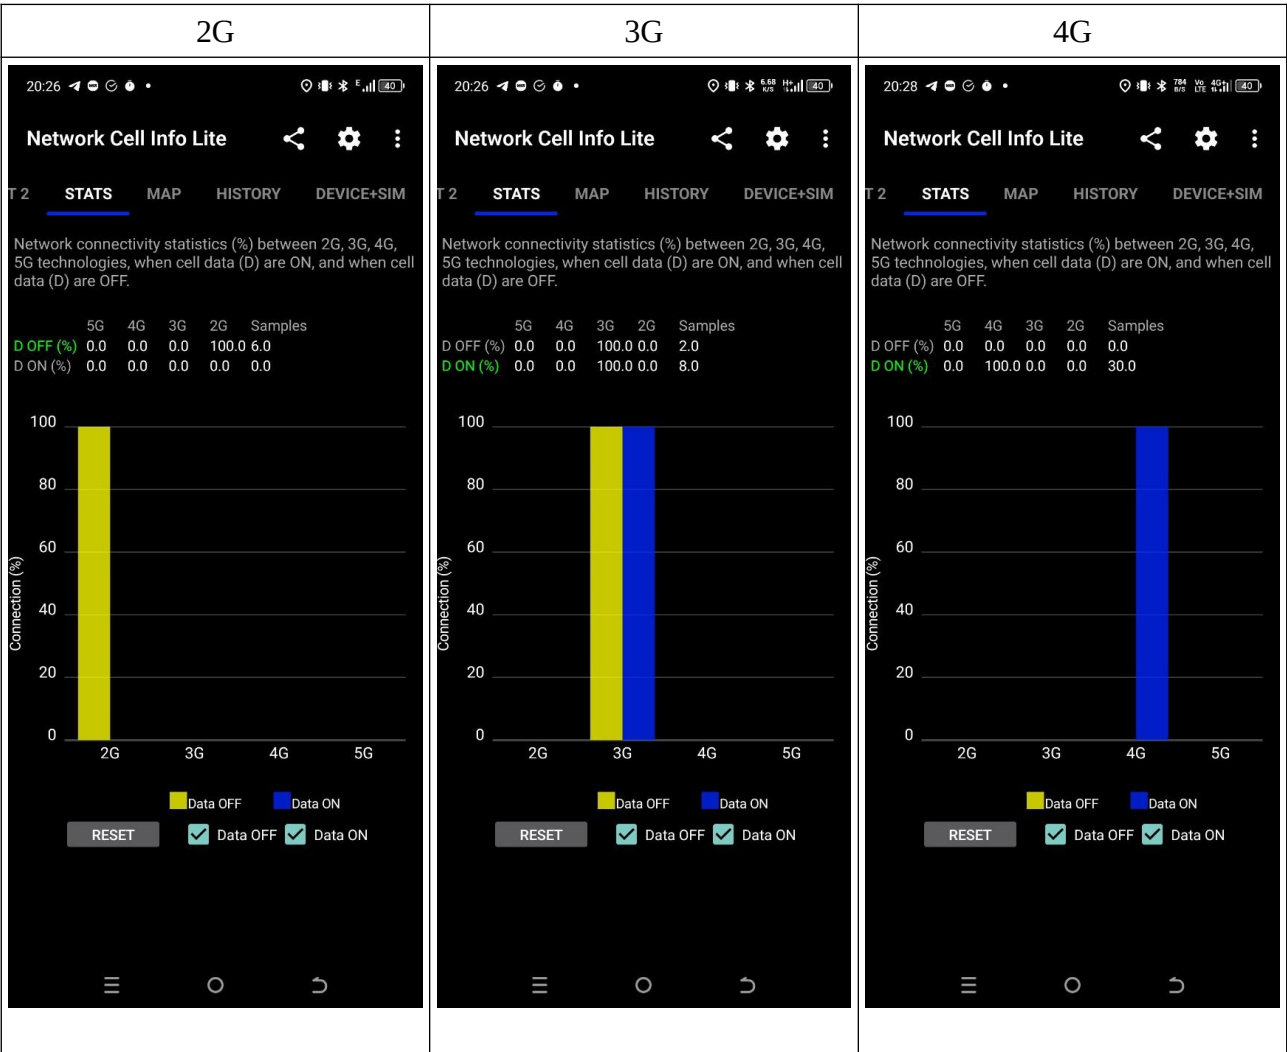 2G
3G
4G
20:26
E
40
Network Cell Info Lite
T 2 STATS MAP HISTORY DEVICE+SIM
Network connectivity statistics (%) between 2G, 3G, 4G,
5G technologies, when cell data (D) are ON, and when cell
data (D) are OFF.
5G 4G 3G 2G Samples
D OFF (%) 0.0 0.0 0.0 100.0 6.0
D ON (%) 0.0 0.0 0.0 0.0 0.0
Connection (%)
100
80
60
40
20
0
2G 3G 4G 5G
Data OFF Data ON
RESET Data OFF Data ON
20:26
6.68 K/S H+ 40
Network Cell Info Lite
T 2 STATS MAP HISTORY DEVICE+SIM
Network connectivity statistics (%) between 2G, 3G, 4G,
5G technologies, when cell data (D) are ON, and when cell
data (D) are OFF.
5G 4G 3G 2G Samples
D OFF (%) 0.0 0.0 100.0 0.0 2.0
D ON (%) 0.0 0.0 100.0 0.0 8.0
Connection (%)
100
80
60
40
20
0
2G 3G 4G 5G
Data OFF Data ON
RESET Data OFF Data ON
20:28
784 B/S Vo LTE 4G+ 40
Network Cell Info Lite
T 2 STATS MAP HISTORY DEVICE+SIM
Network connectivity statistics (%) between 2G, 3G, 4G,
5G technologies, when cell data (D) are ON, and when cell
data (D) are OFF.
5G 4G 3G 2G Samples
D OFF (%) 0.0 0.0 0.0 0.0 0.0
D ON (%) 0.0 100.0 0.0 0.0 30.0
Connection (%)
100
80
60
40
20
0
2G 3G 4G 5G
Data OFF Data ON
RESET Data OFF Data ON